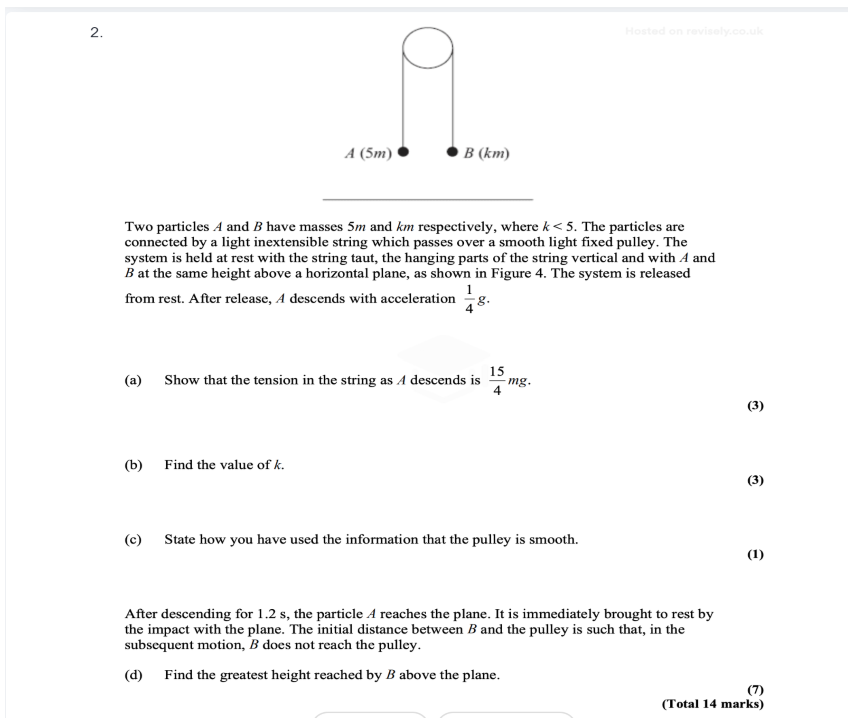 Hosted on revisely.co.uk
2.
A (5m) B (km)
Two particles A and B have masses 5m and km respectively, where k < 5. The particles are
connected by a light inextensible string which passes over a smooth light fixed pulley. The
system is held at rest with the string taut, the hanging parts of the string vertical and with A and
B at the same height above a horizontal plane, as shown in Figure 4. The system is released
from rest. After release, A descends with acceleration 1/4 g.
(a) Show that the tension in the string as A descends is 15/4 mg.
(3)
(b) Find the value of k.
(3)
(c) State how you have used the information that the pulley is smooth.
(1)
After descending for 1.2 s, the particle A reaches the plane. It is immediately brought to rest by
the impact with the plane. The initial distance between B and the pulley is such that, in the
subsequent motion, B does not reach the pulley.
(d) Find the greatest height reached by B above the plane.
(7)
(Total 14 marks)